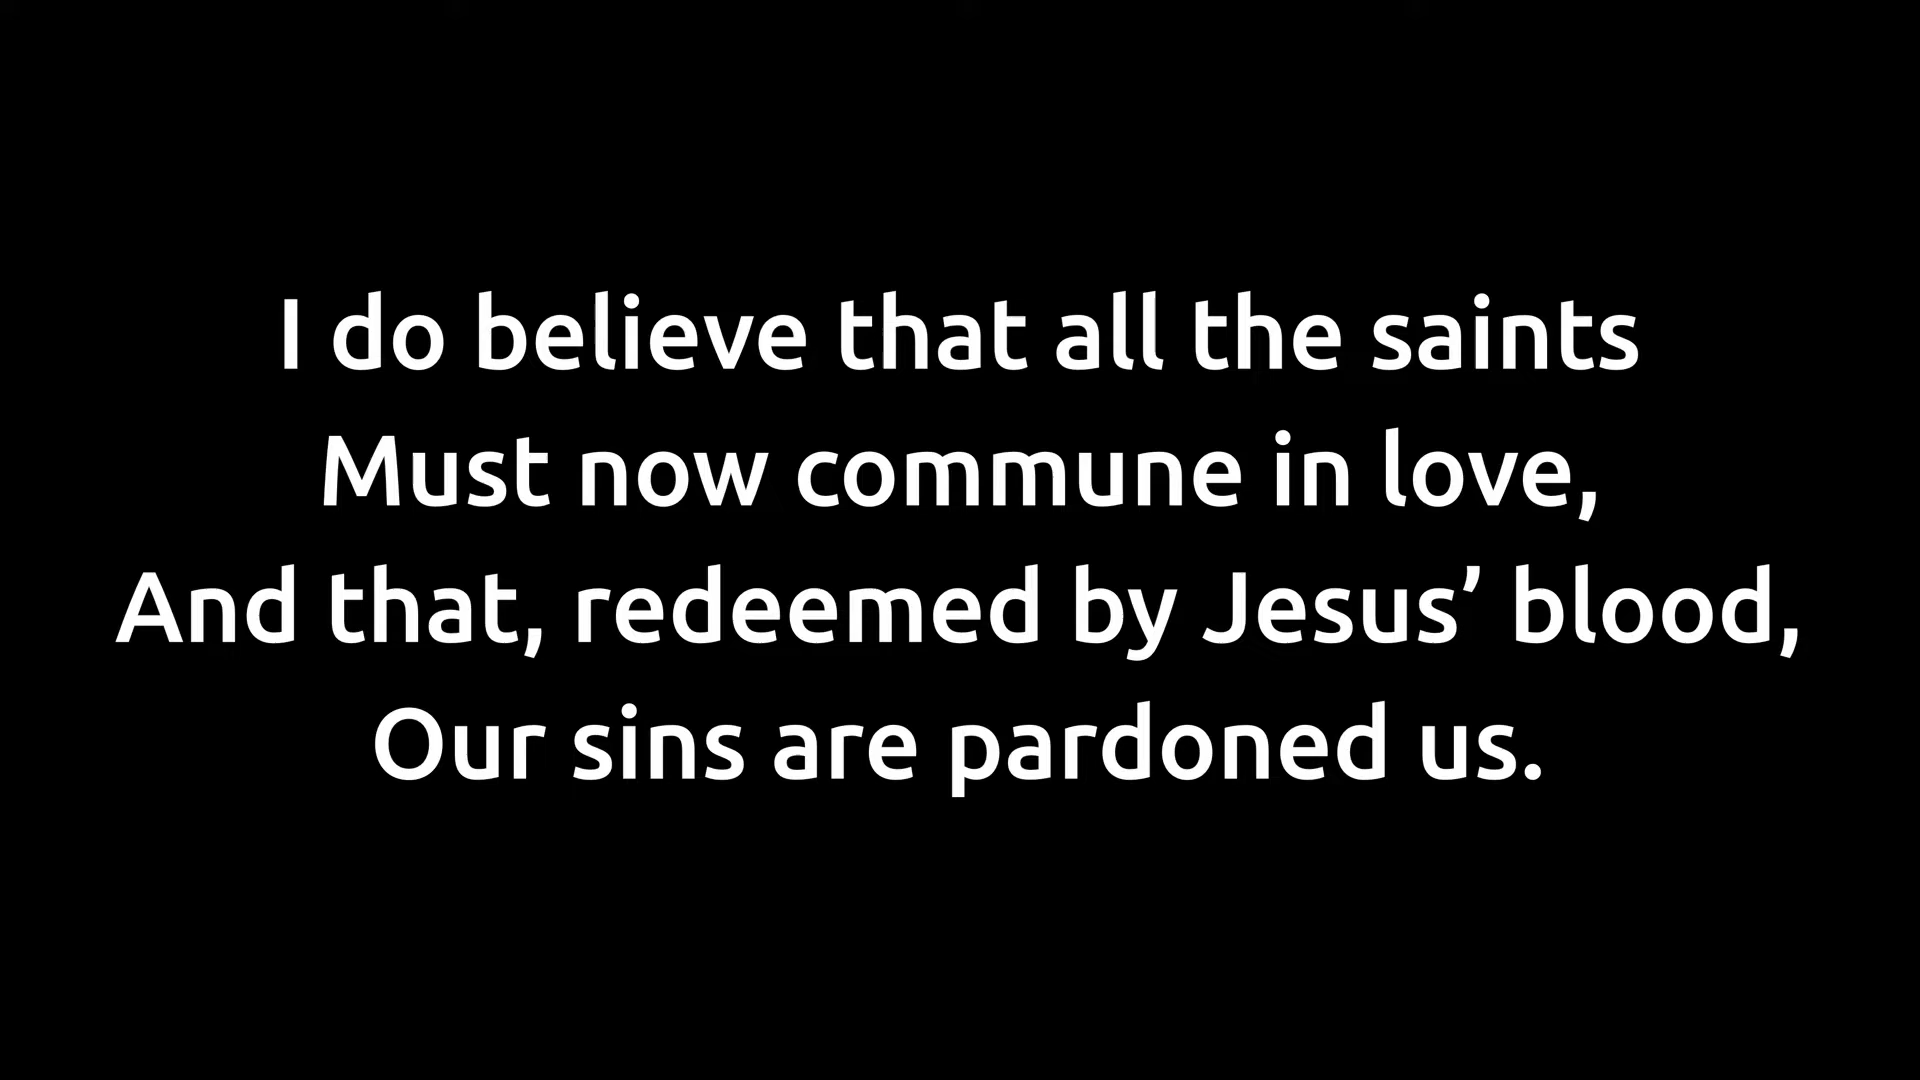 I do believe that all the saints
Must now commune in love,
And that, redeemed by Jesus’ blood,
Our sins are pardoned us.